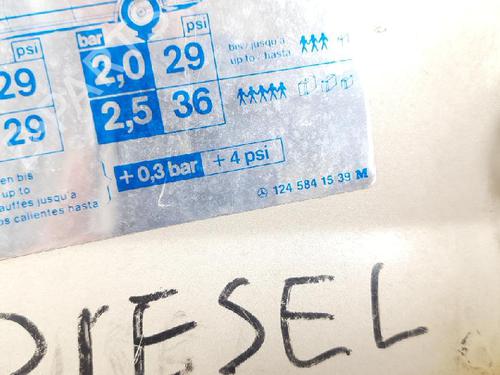 psi
bar
psi
29
2,0 29
bis/jusqu'à
up to/hasta
29
2,5 36
+0,3 bar + 4 psi
en bis
up to
auffés jusqu'a
os calientes hasta
124 584 15 39 M
DIESEL